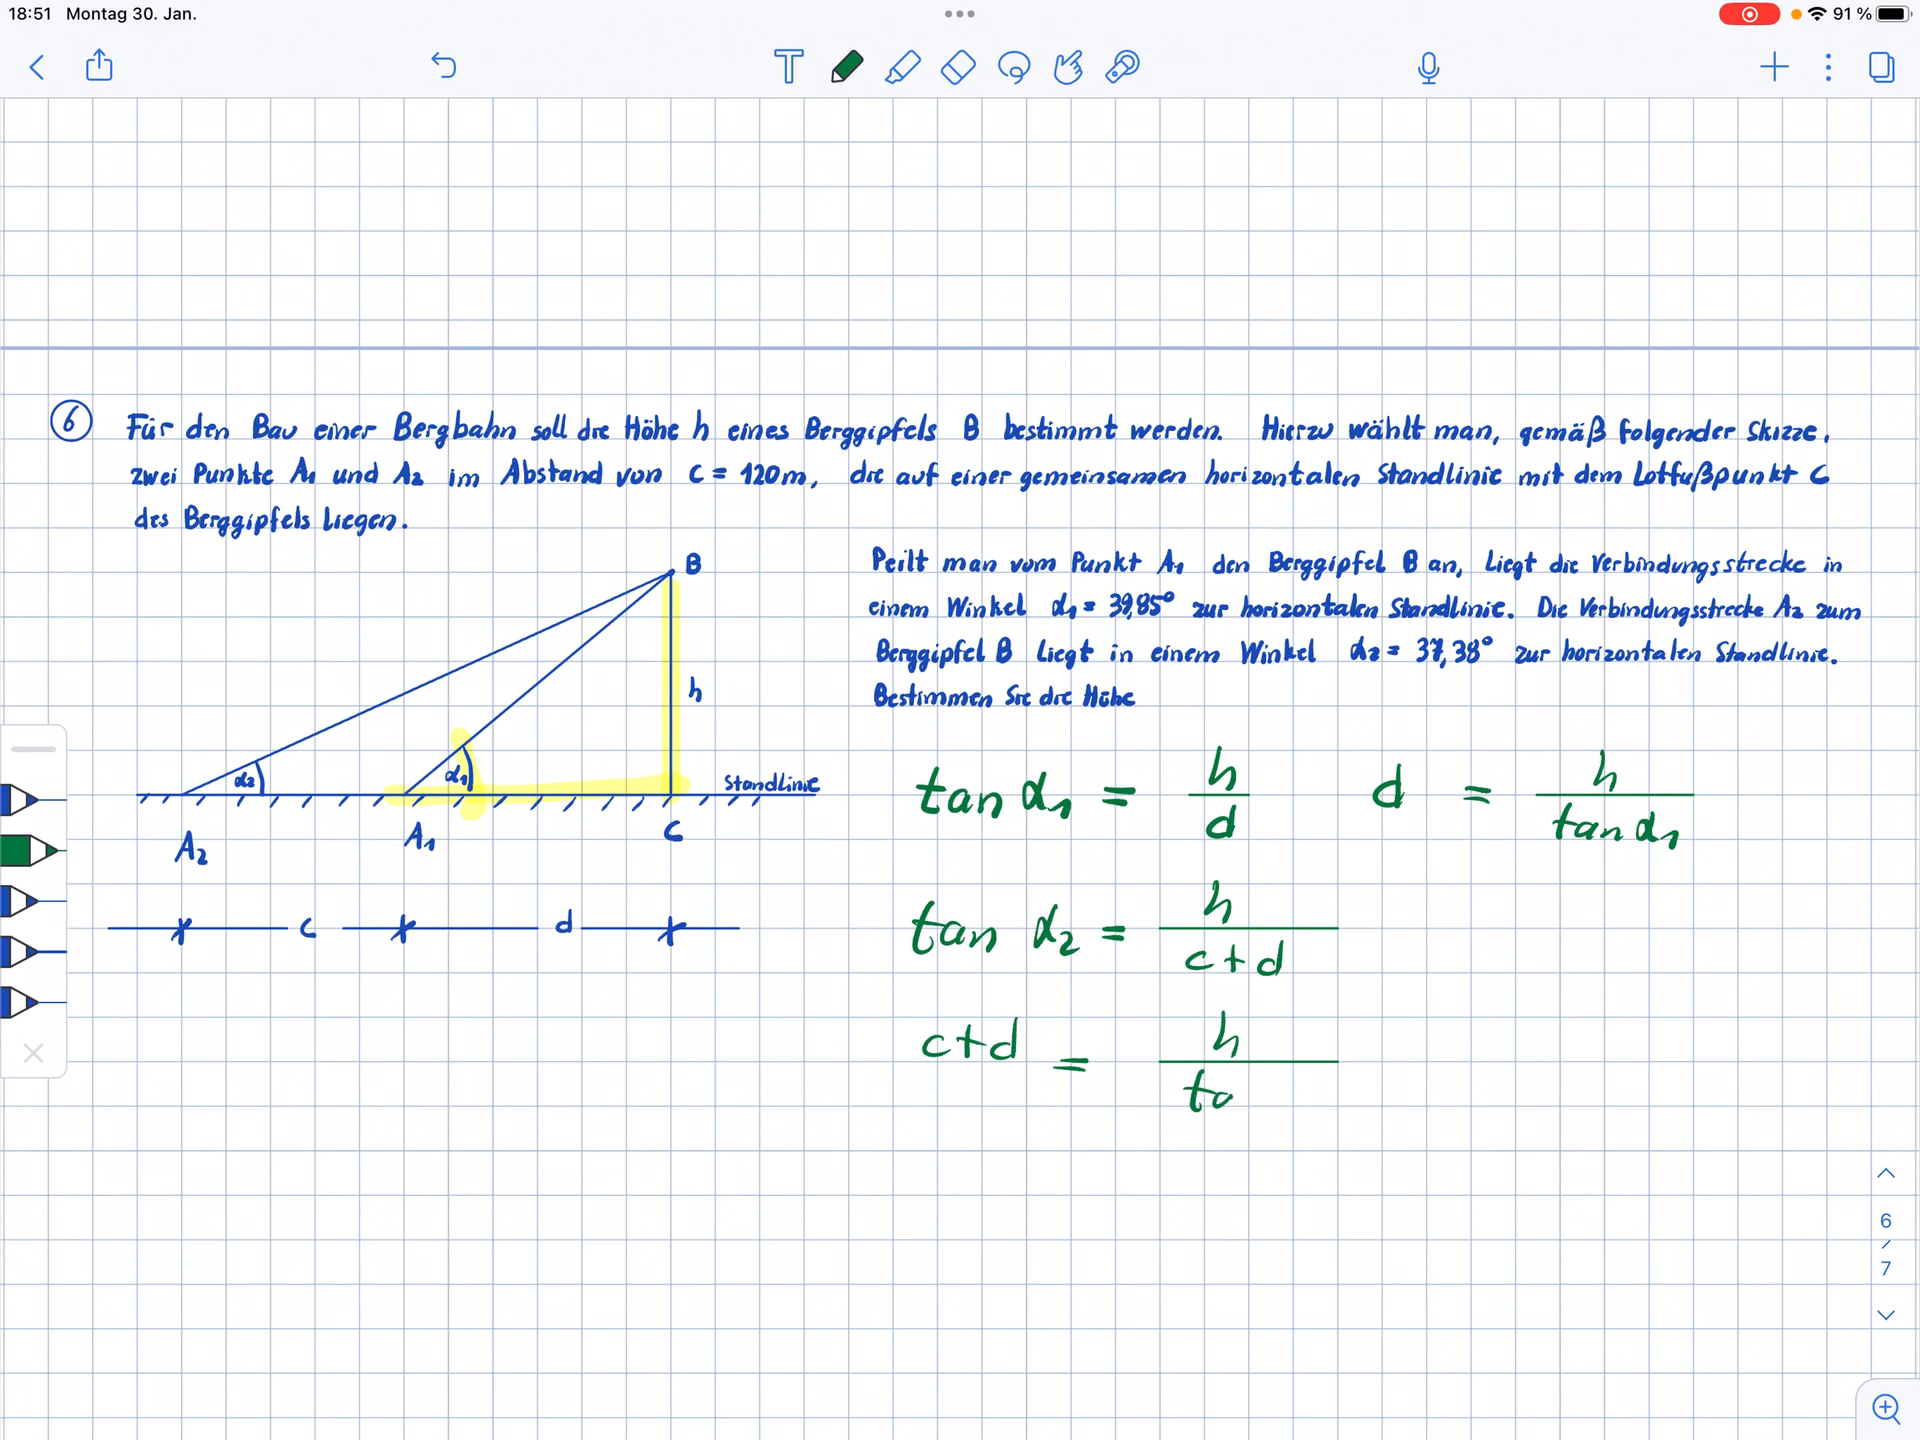 18:51 Montag 30. Jan.
91 %
6 Für den Bau einer Bergbahn soll die Höhe h eines Berggipfels B bestimmt werden. Hierzu wählt man, gemäß folgender Skizze,
zwei Punkte A1 und A2 im Abstand von c = 120m, die auf einer gemeinsamen horizontalen Standlinie mit dem Lotfußpunkt C
des Berggipfels Liegen.
Peilt man vom Punkt A1 den Berggipfel B an, Liegt die Verbindungsstrecke in
einem Winkel α1 = 39,85° zur horizontalen Standlinie. Die Verbindungsstrecke A2 zum
Berggipfel B Liegt in einem Winkel α2 = 37,38° zur horizontalen Standlinie.
Bestimmen Sie die Höhe
B
h
α2
α1
Standlinie
A2
A1
C
c
d
tan α1 = h/d d = h/tan α1
tan α2 = h/c+d
c+d = h/ta
6
/
7